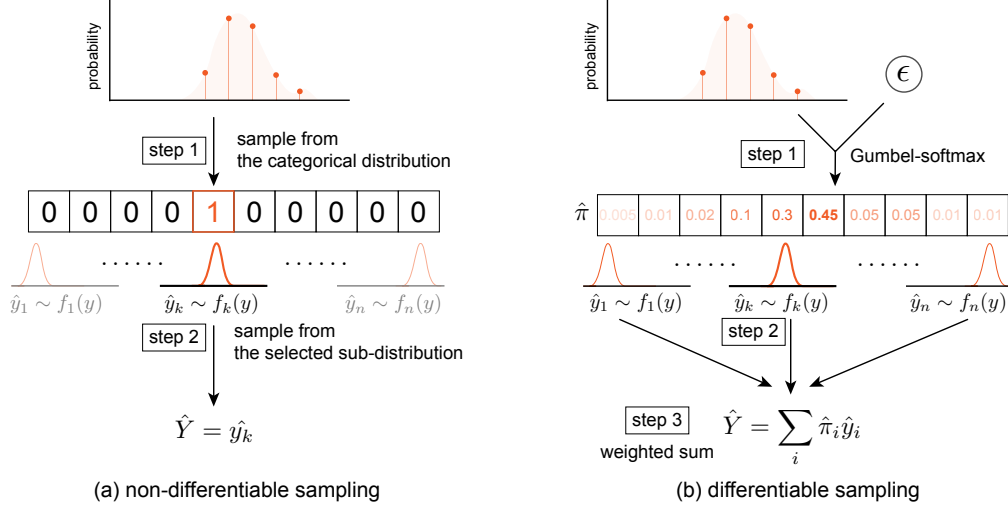 probability
step 1
sample from
the categorical distribution
0 0 0 0 1 0 0 0 0 0
······ ······
ŷ₁ ∼ f₁(y) ŷₖ ∼ fₖ(y) ŷₙ ∼ fₙ(y)
step 2
sample from
the selected sub-distribution
Ŷ = ŷₖ
(a) non-differentiable sampling
probability
ϵ
step 1
Gumbel-softmax
π̂ 0.005 0.01 0.02 0.1 0.3 0.45 0.05 0.05 0.01 0.01
······ ······
ŷ₁ ∼ f₁(y) ŷₖ ∼ fₖ(y) ŷₙ ∼ fₙ(y)
step 2
step 3
weighted sum
Ŷ = ∑ᵢ π̂ᵢŷᵢ
(b) differentiable sampling